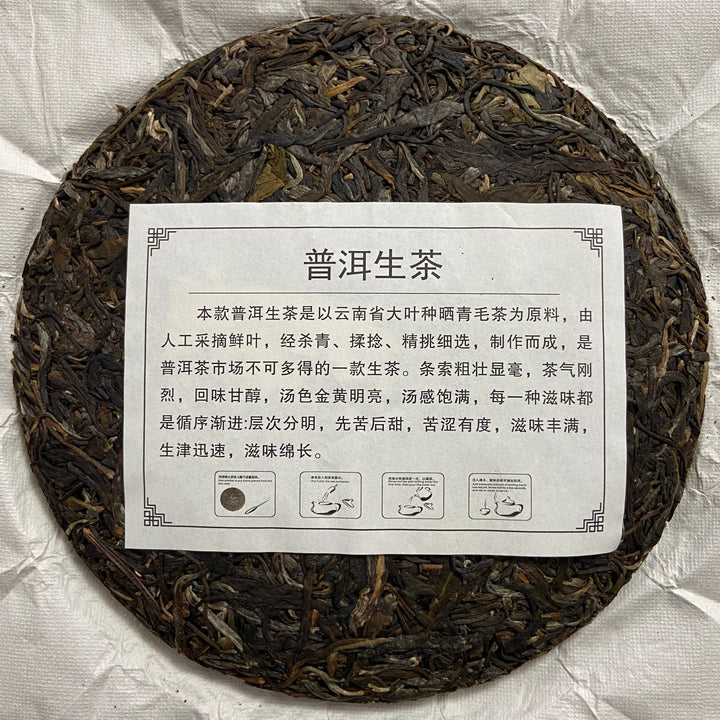 普洱生茶
本款普洱生茶是以云南省大叶种晒青毛茶为原料，由
人工采摘鲜叶，经杀青、揉捻、精挑细选，制作而成，是
普洱茶市场不可多得的一款生茶。条索粗壮显毫，茶气刚
烈，回味甘醇，汤色金黄明亮，汤感饱满，每一种滋味都
是循序渐进:层次分明，先苦后甜，苦涩有度，滋味丰满，
生津迅速，滋味绵长。
茶